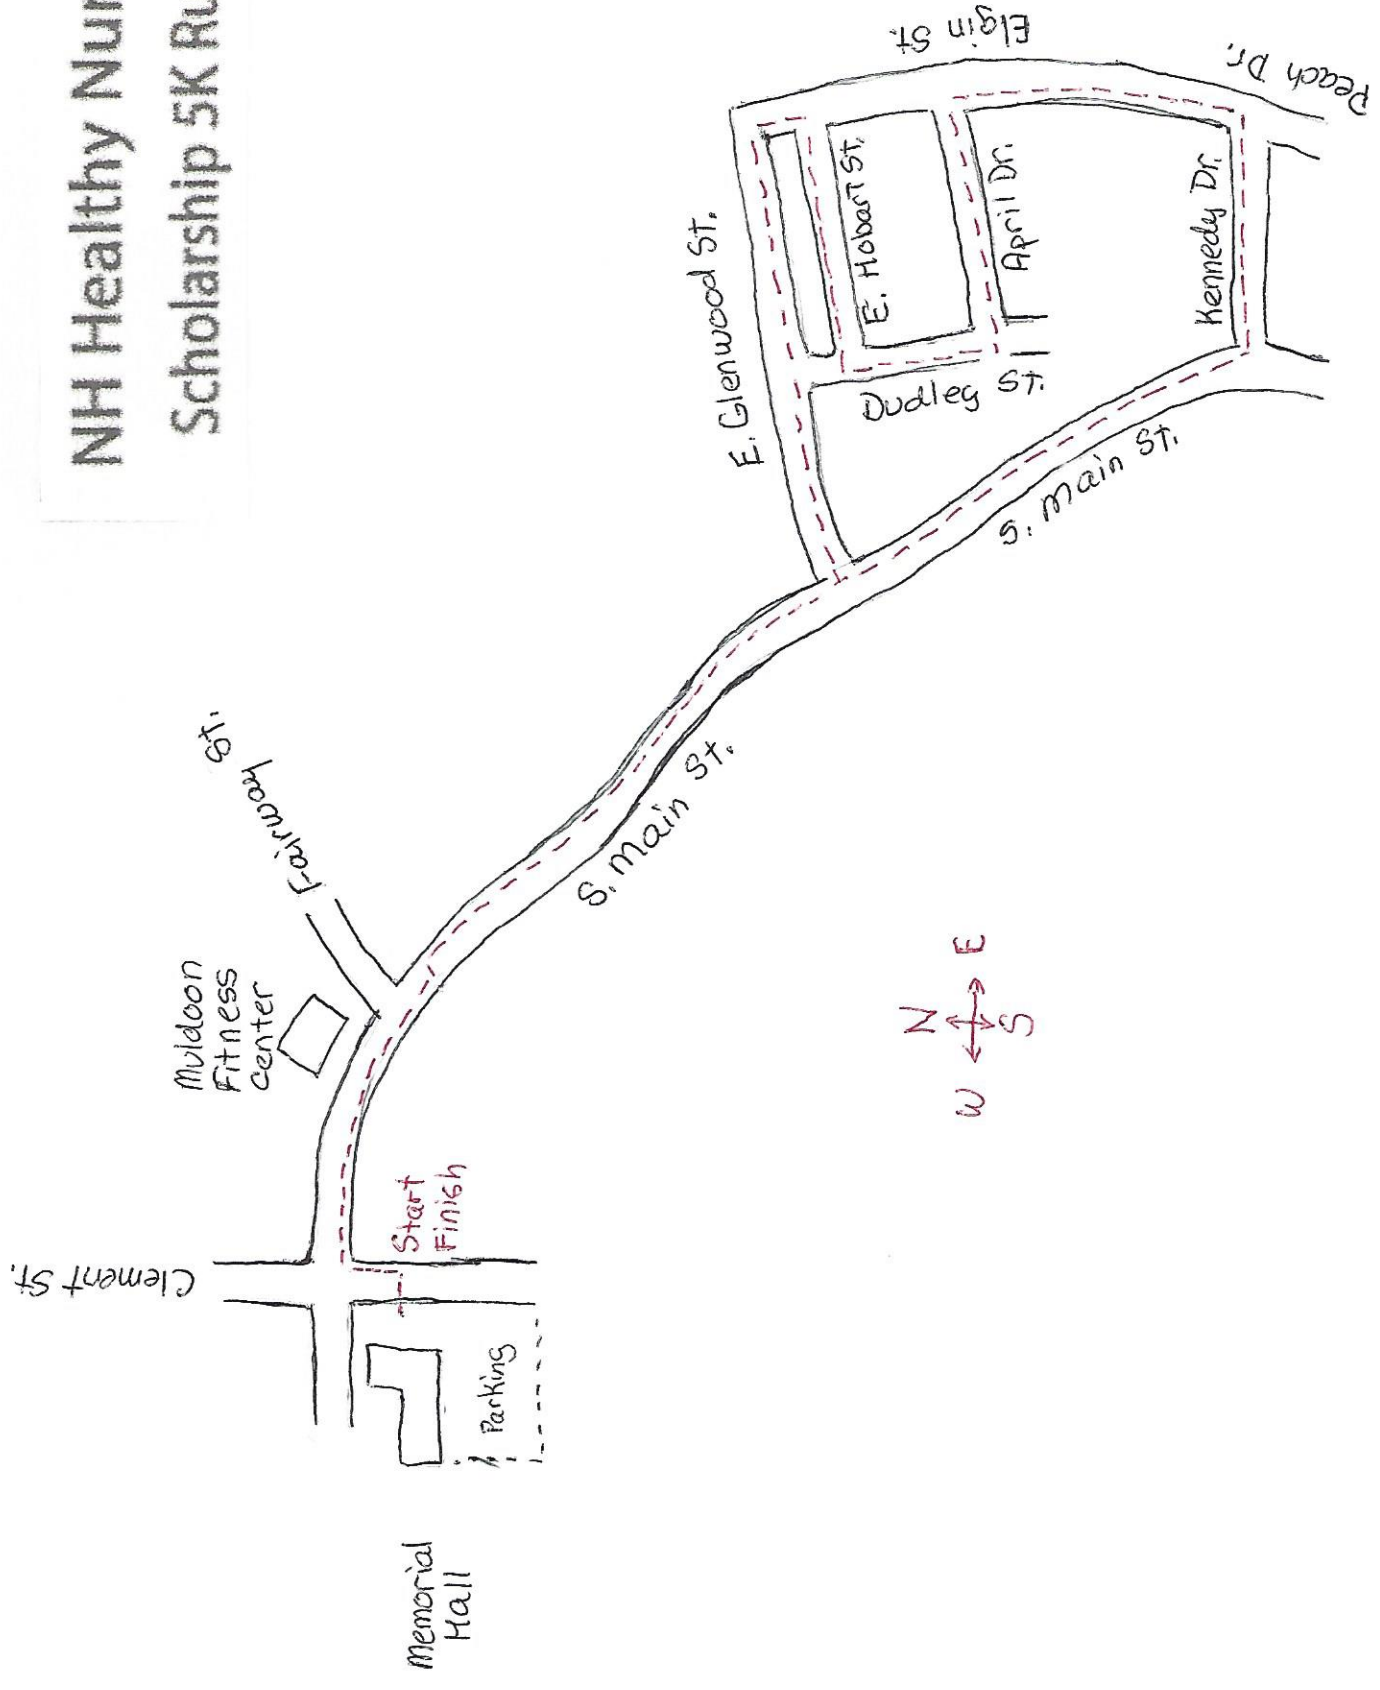 NH Healthy Nur
Scholarship 5K Ru
Clement St.
Memorial
Hall
Parking
Start
Finish
Muldoon
Fitness
Center
Fairway St.
S. Main St.
N
W E
S
E. Glenwood St.
Dudley St.
E. Hobart St.
April Dr.
S. Main St.
Kennedy Dr.
Elgin St.
Peach Dr.